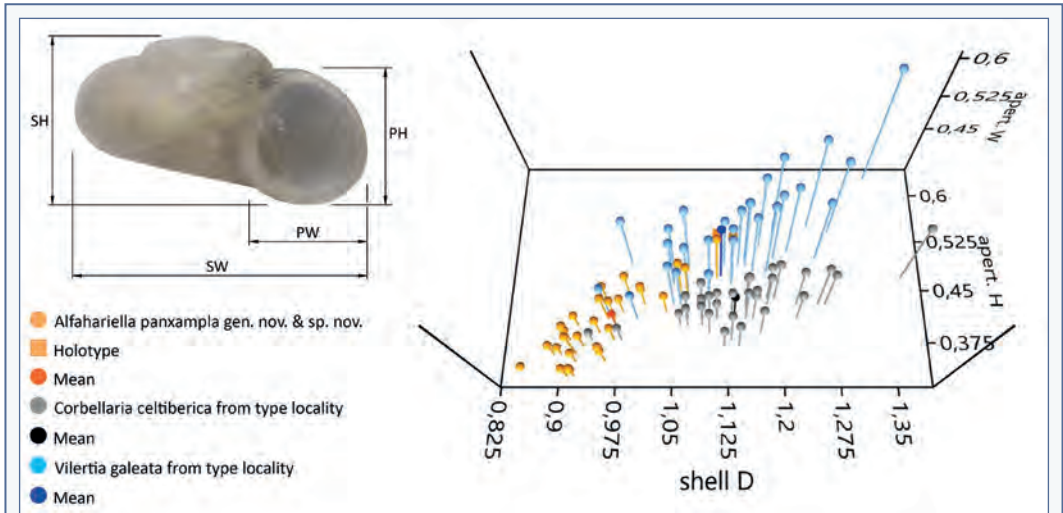 SH
PH
PW
SW
Alfahariella panxampla gen. nov. & sp. nov.
Holotype
Mean
Corbellaria celtiberica from type locality
Mean
Vilertia galeata from type locality
Mean
0,6
0,525
0,45
apert. W
0,6
0,525
0,45
0,375
apert. H
0,825
0,9
0,975
1,05
1,125
1,2
1,275
1,35
shell D